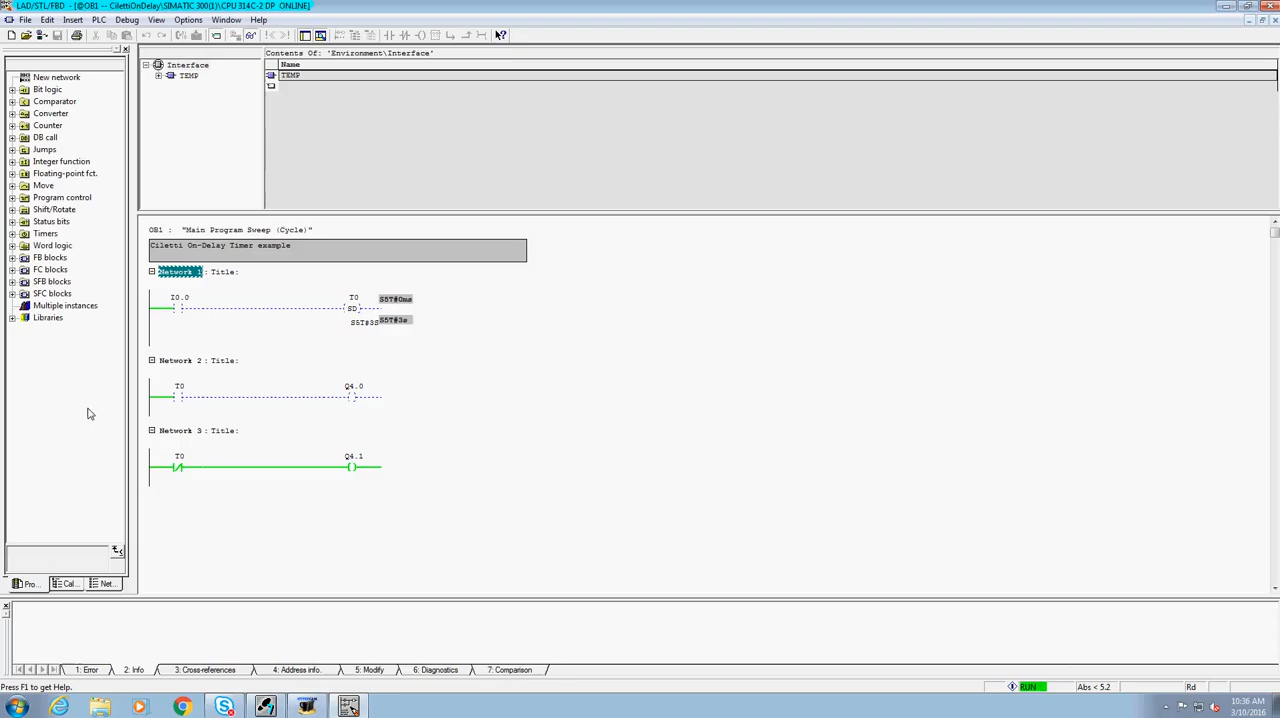 LAD/STL/FBD - [@OB1 -- CilettiOnDelay\SIMATIC 300(1)\CPU 314C-2 DP ONLINE]
File Edit Insert PLC Debug View Options Window Help
New network
Bit logic
Comparator
Converter
Counter
DB call
Jumps
Integer function
Floating-point fct.
Move
Program control
Shift/Rotate
Status bits
Timers
Word logic
FB blocks
FC blocks
SFB blocks
SFC blocks
Multiple instances
Libraries
Pro... Cal... Net...
Interface
TEMP
Contents Of: 'Environment\Interface'
Name
TEMP
OB1 : "Main Program Sweep (Cycle)"
Ciletti On-Delay Timer example
Network 1: Title:
I0.0 T0 S5T#0ms
SD
S5T#3S S5T#3s
Network 2: Title:
T0 Q4.0
Network 3: Title:
T0 Q4.1
1: Error 2: Info 3: Cross-references 4: Address info. 5: Modify 6: Diagnostics 7: Comparison
Press F1 to get Help.
RUN Abs < 5.2 Rd
10:36 AM
3/10/2016